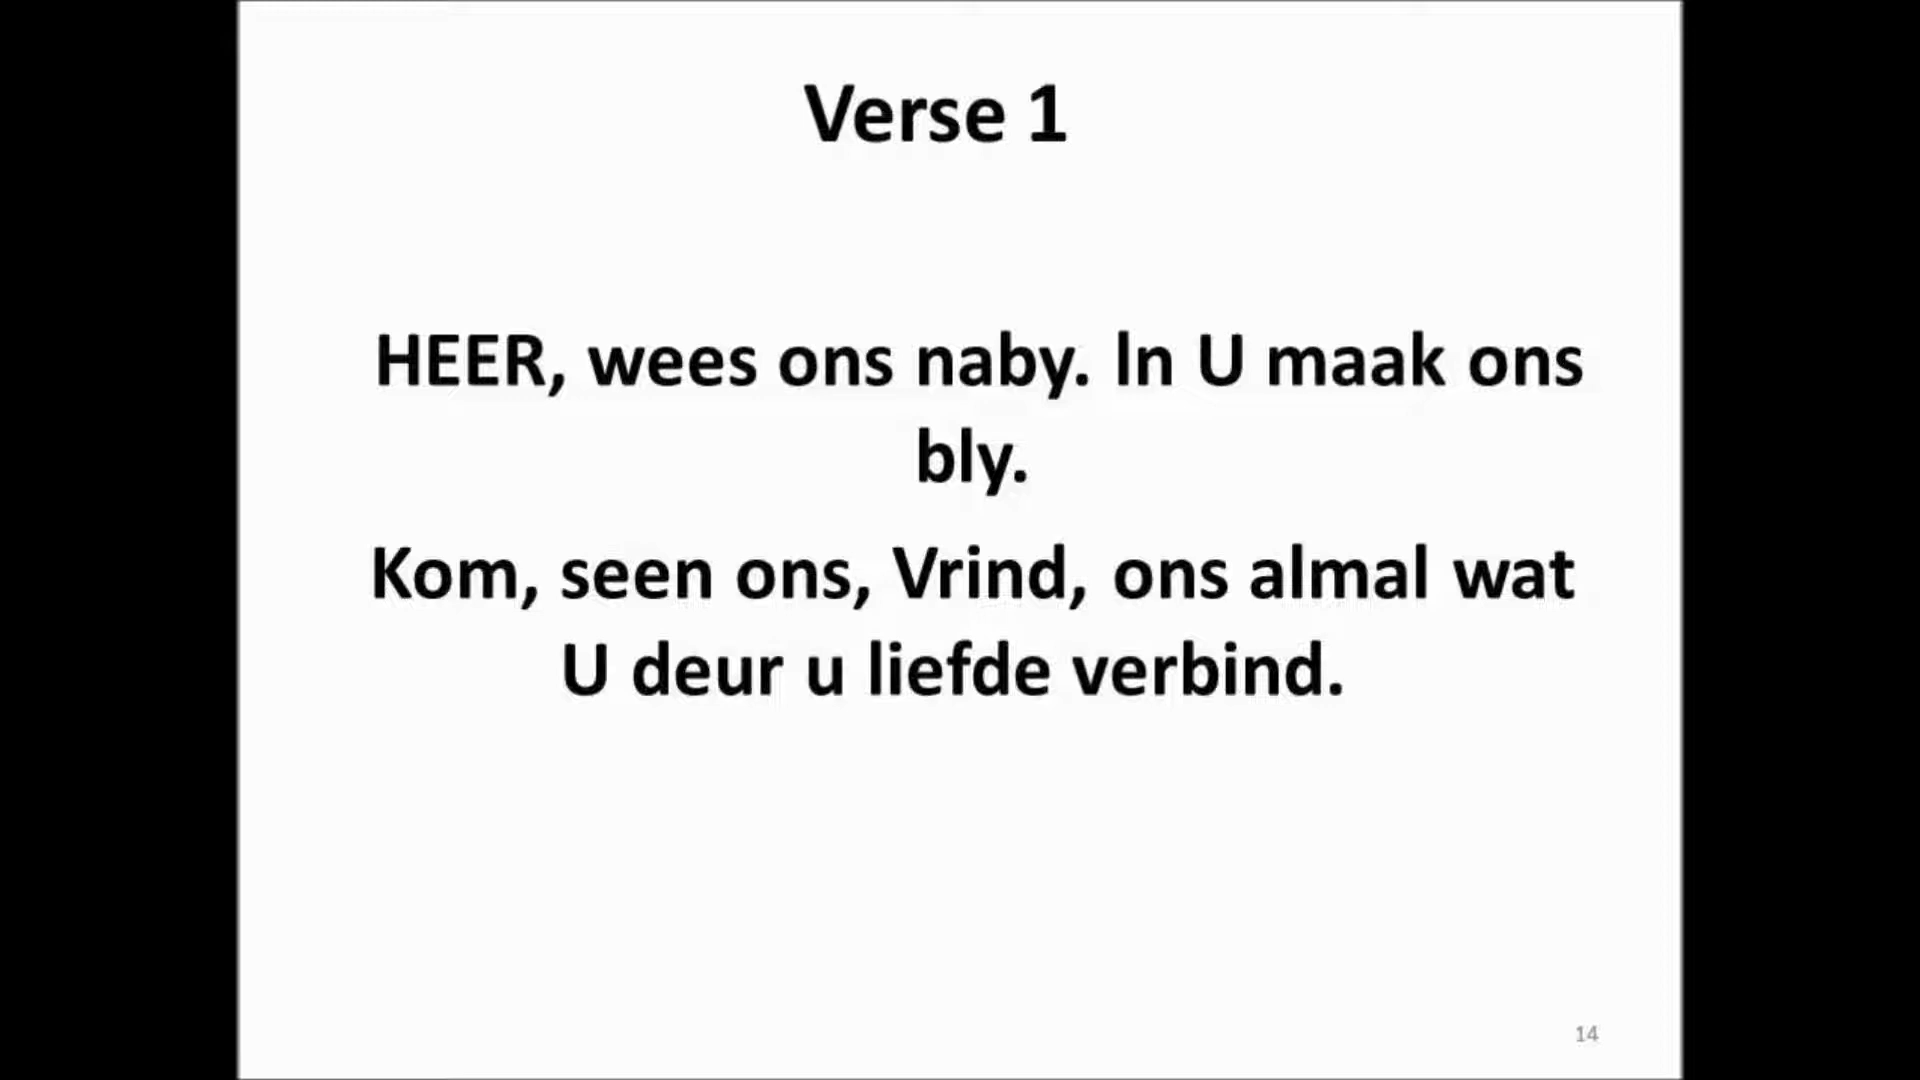 Verse 1
HEER, wees ons naby. In U maak ons
bly.
Kom, seen ons, Vrind, ons almal wat
U deur u liefde verbind.
14